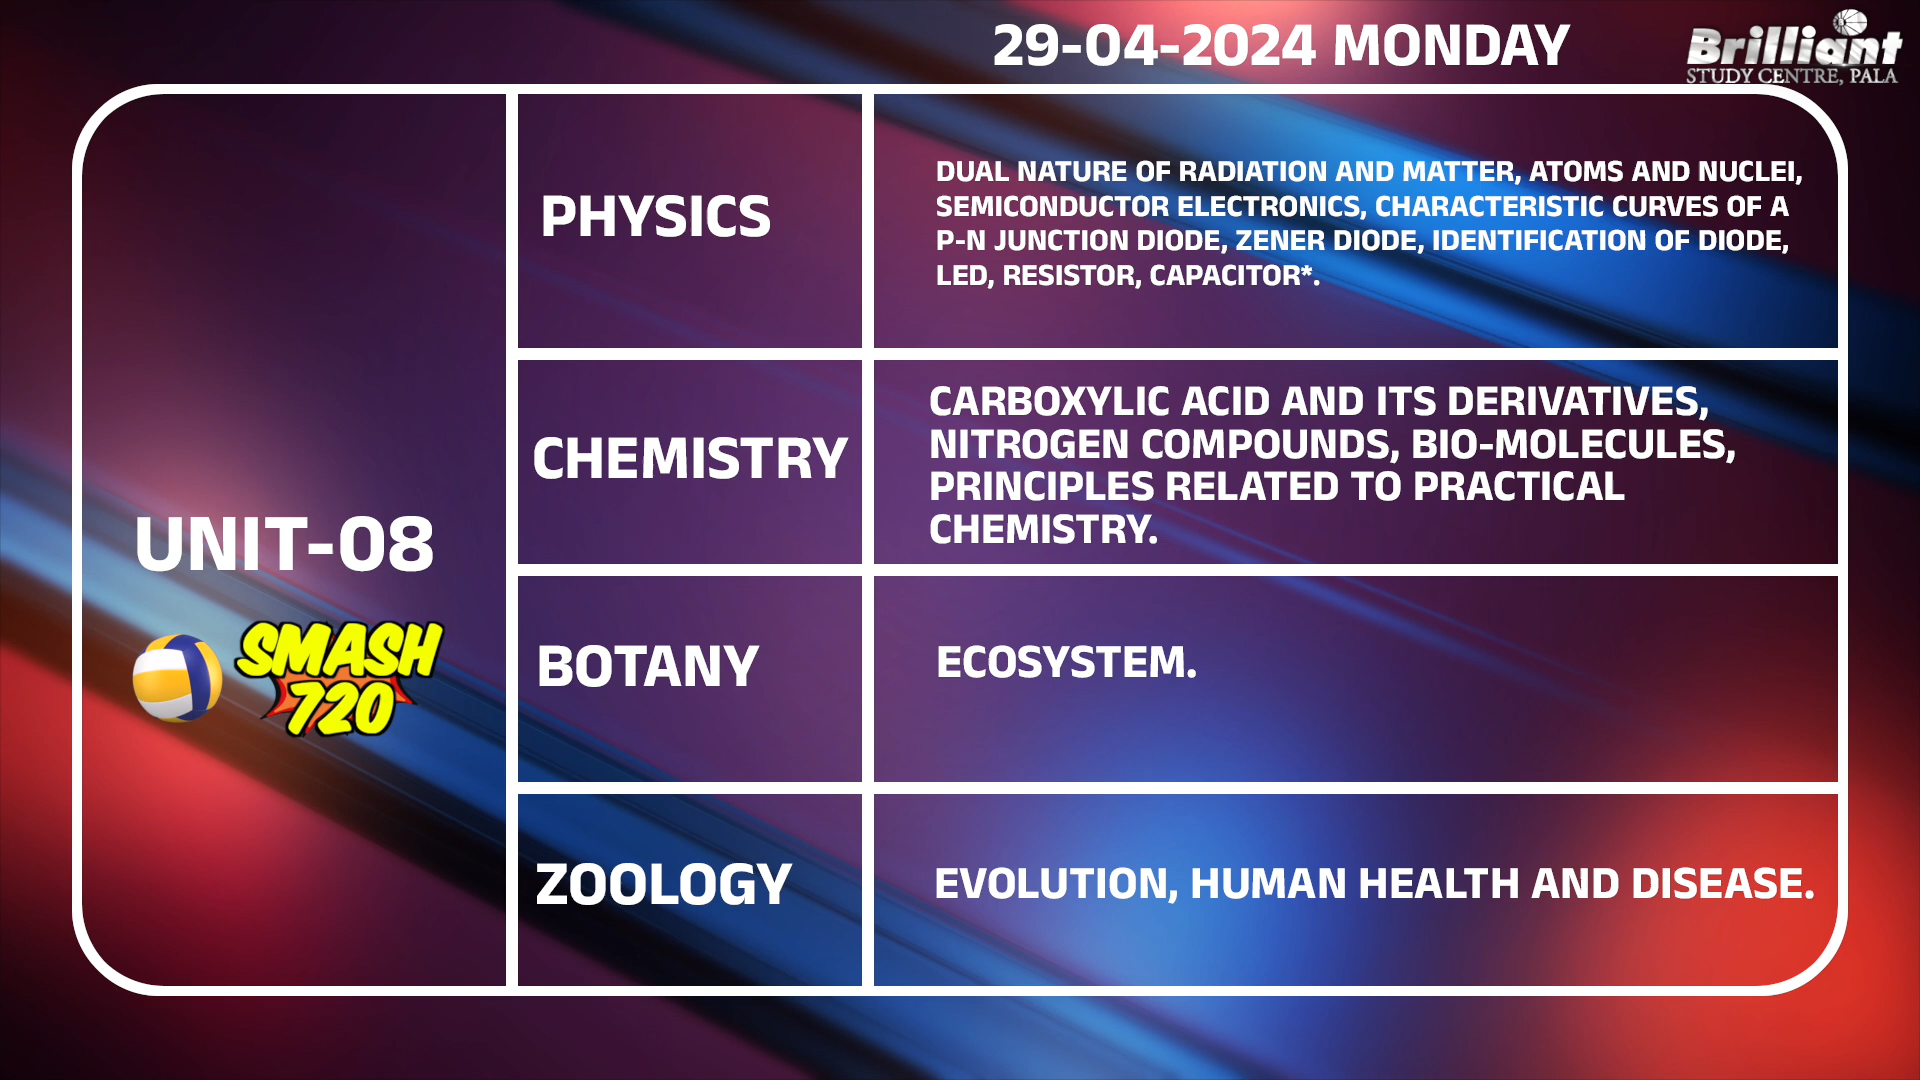 29-04-2024 MONDAY
Brilliant
STUDY CENTRE, PALA
UNIT-08
SMASH
720
PHYSICS
DUAL NATURE OF RADIATION AND MATTER, ATOMS AND NUCLEI,
SEMICONDUCTOR ELECTRONICS, CHARACTERISTIC CURVES OF A
P-N JUNCTION DIODE, ZENER DIODE, IDENTIFICATION OF DIODE,
LED, RESISTOR, CAPACITOR*.
CHEMISTRY
CARBOXYLIC ACID AND ITS DERIVATIVES,
NITROGEN COMPOUNDS, BIO-MOLECULES,
PRINCIPLES RELATED TO PRACTICAL
CHEMISTRY.
BOTANY
ECOSYSTEM.
ZOOLOGY
EVOLUTION, HUMAN HEALTH AND DISEASE.